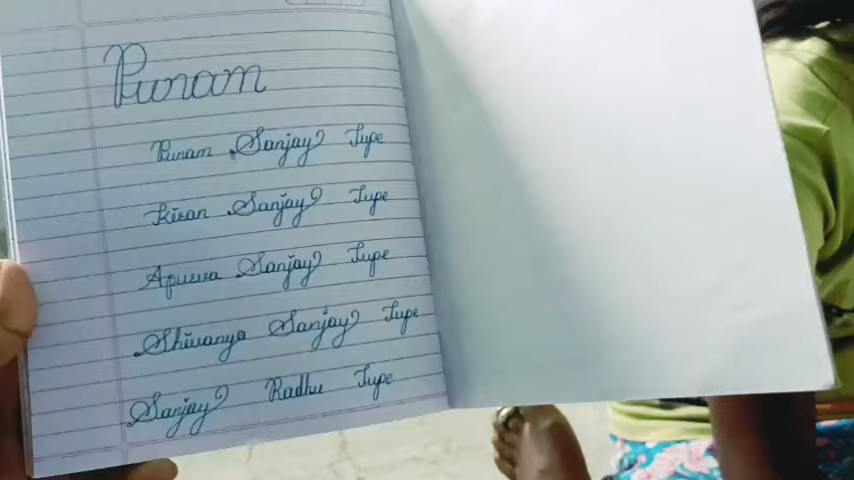 Punam
Punam Sanjay Tupe
Kiran Sanjay Tupe
Apurva Sanjay Tupe
Shivanya Sanjay Tupe
Sanjay Radhu Tupe